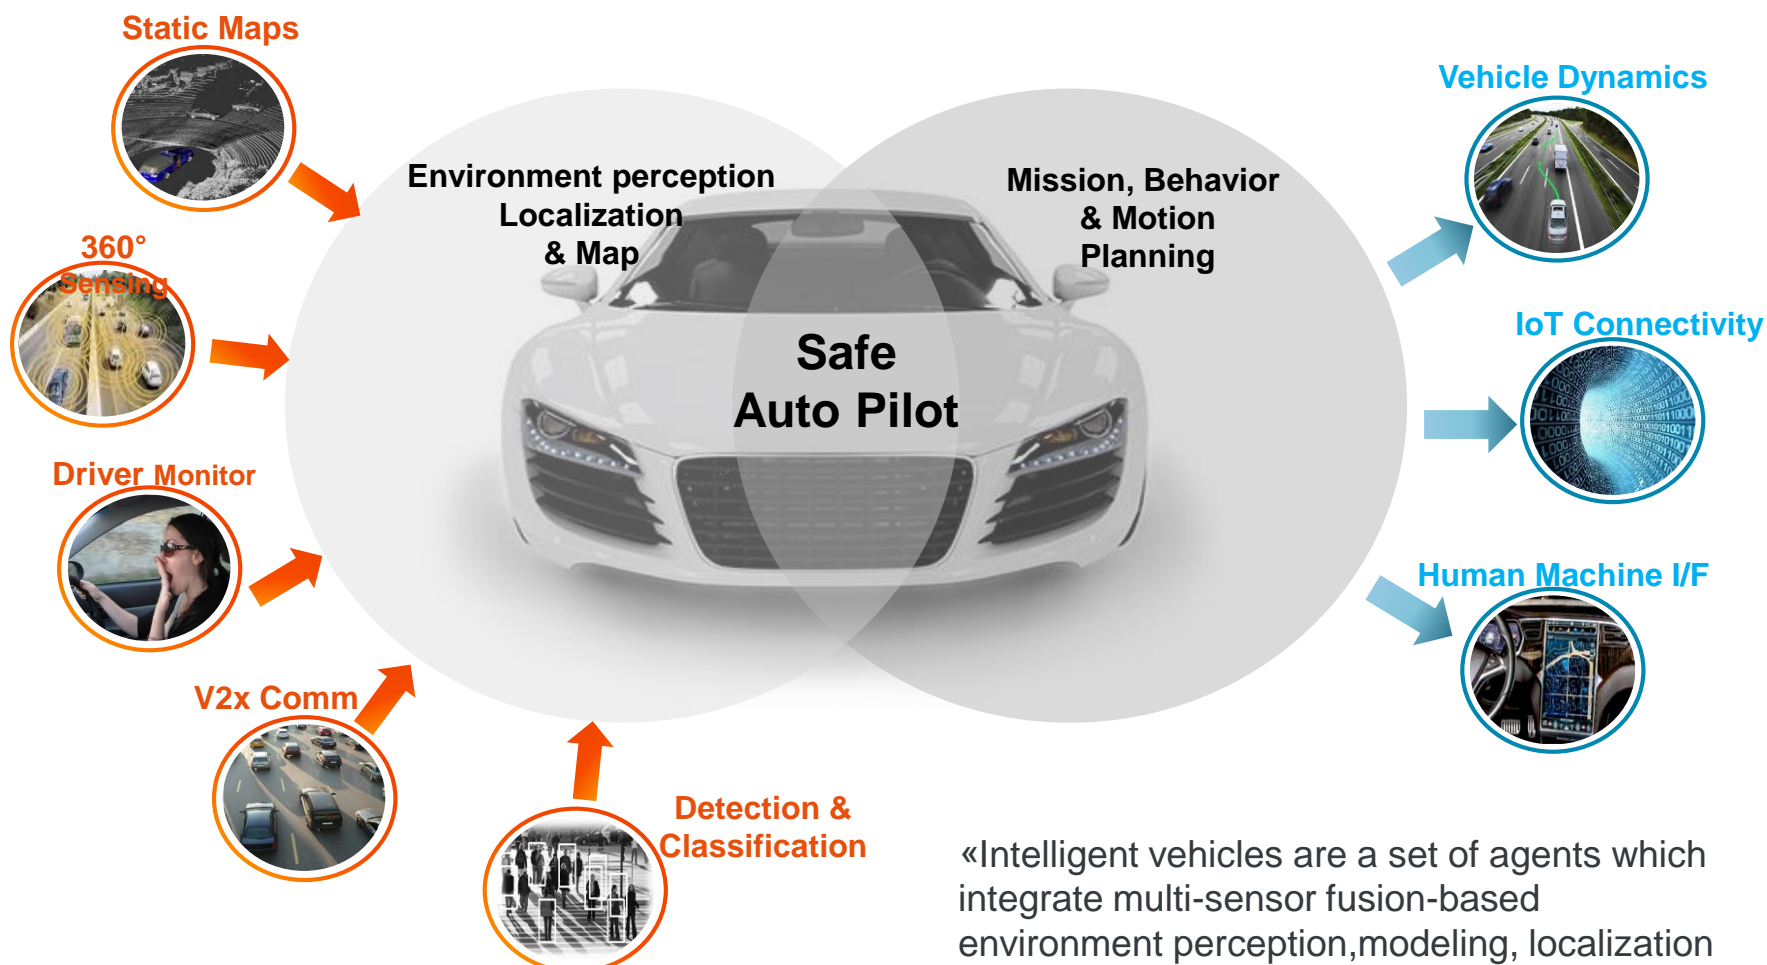 Static Maps
360°
Sensing
Driver Monitor
V2x Comm
Detection &
Classification
Environment perception
Localization
& Map
Safe
Auto Pilot
Mission, Behavior
& Motion
Planning
Vehicle Dynamics
IoT Connectivity
Human Machine I/F
«Intelligent vehicles are a set of agents which
integrate multi-sensor fusion-based
environment perception,modeling, localization